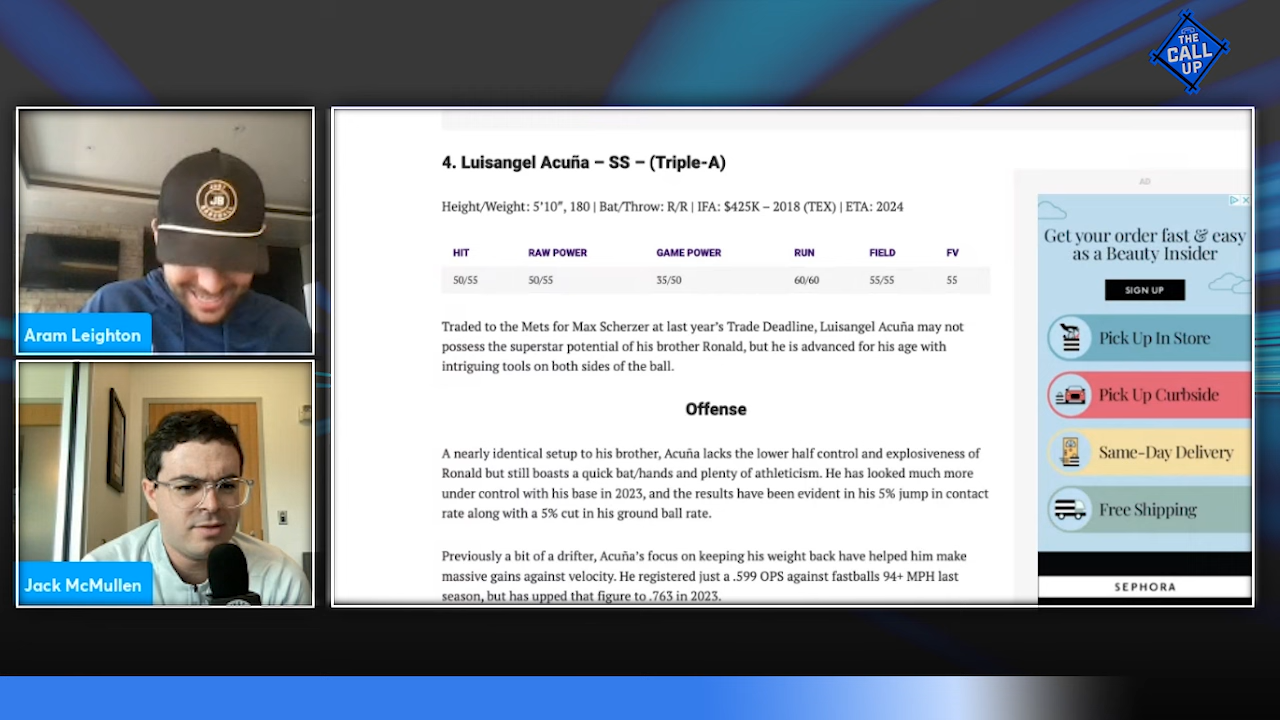 THE
CALL
UP
JB
Aram Leighton
Jack McMullen
4. Luisangel Acuña – SS – (Triple-A)
Height/Weight: 5’10″, 180 | Bat/Throw: R/R | IFA: $425K – 2018 (TEX) | ETA: 2024
HIT RAW POWER GAME POWER RUN FIELD FV
50/55 50/55 35/50 60/60 55/55 55
Traded to the Mets for Max Scherzer at last year’s Trade Deadline, Luisangel Acuña may not
possess the superstar potential of his brother Ronald, but he is advanced for his age with
intriguing tools on both sides of the ball.
Offense
A nearly identical setup to his brother, Acuña lacks the lower half control and explosiveness of
Ronald but still boasts a quick bat/hands and plenty of athleticism. He has looked much more
under control with his base in 2023, and the results have been evident in his 5% jump in contact
rate along with a 5% cut in his ground ball rate.
Previously a bit of a drifter, Acuña’s focus on keeping his weight back have helped him make
massive gains against velocity. He registered just a .599 OPS against fastballs 94+ MPH last
season, but has upped that figure to .763 in 2023.
AD
Get your order fast & easy
as a Beauty Insider
SIGN UP
Pick Up In Store
Pick Up Curbside
Same-Day Delivery
Free Shipping
SEPHORA